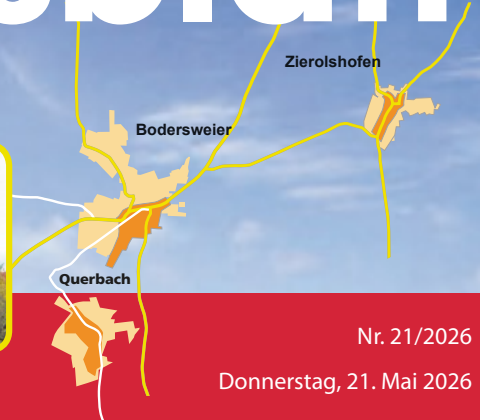 Zierolshofen
Bodersweier
Querbach
Nr. 21/2026
Donnerstag, 21. Mai 2026